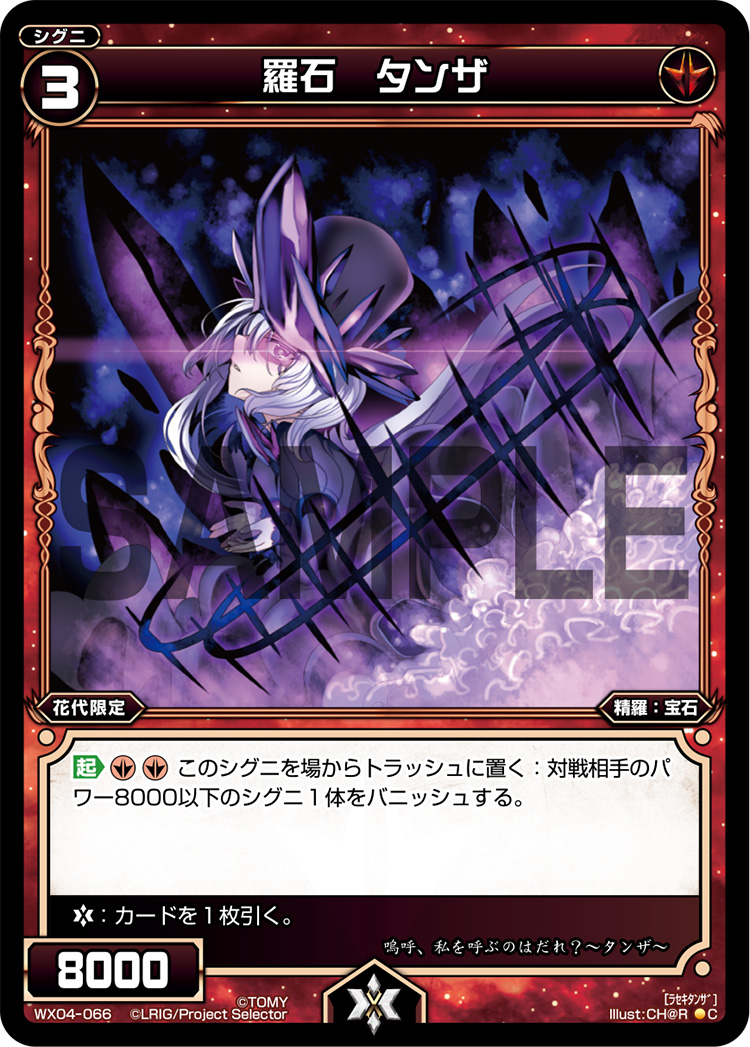 シグニ
3
羅石 タンザ
SAMPLE
花代限定
精羅：宝石
起 このシグニを場からトラッシュに置く：対戦相手のパ
ワー8000以下のシグニ１体をバニッシュする。
：カードを１枚引く。
嗚呼、私を呼ぶのはだれ？～タンザ～
8000
©TOMY
[ﾗｾｷﾀﾝｻﾞ]
WX04-066 ©LRIG/Project Selector
Illust:CH@R C